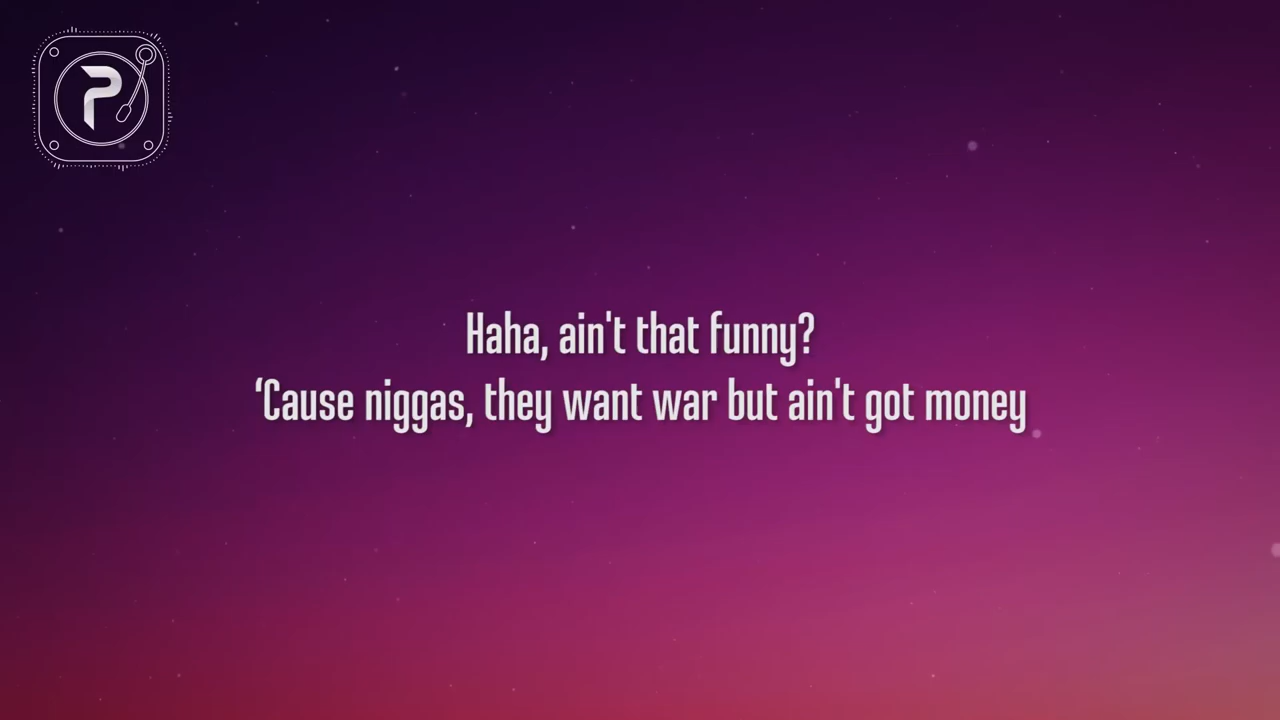 Haha, ain't that funny?
‘Cause niggas, they want war but ain't got money